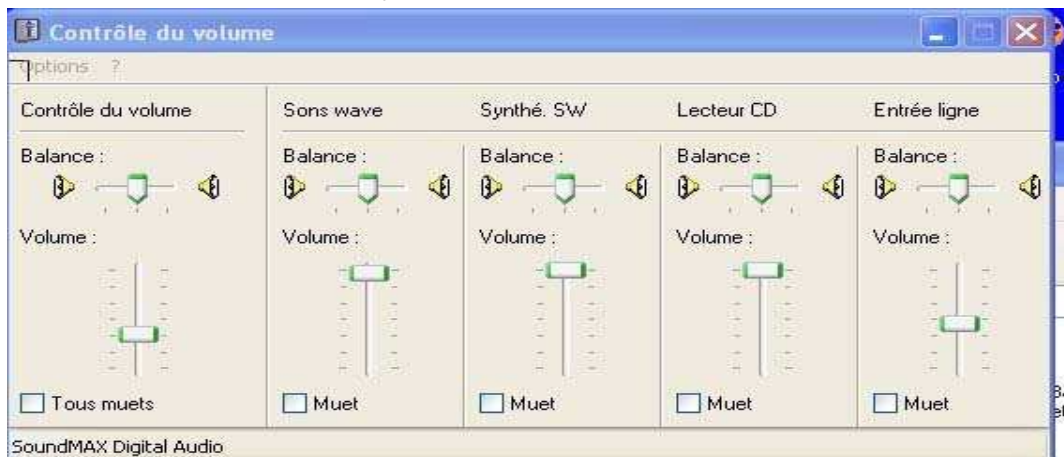 Contrôle du volume
Options ?
Contrôle du volume Sons wave Synthé. SW Lecteur CD Entrée ligne
Balance : Balance : Balance : Balance : Balance :
Volume : Volume : Volume : Volume : Volume :
Tous muets Muet Muet Muet Muet
SoundMAX Digital Audio